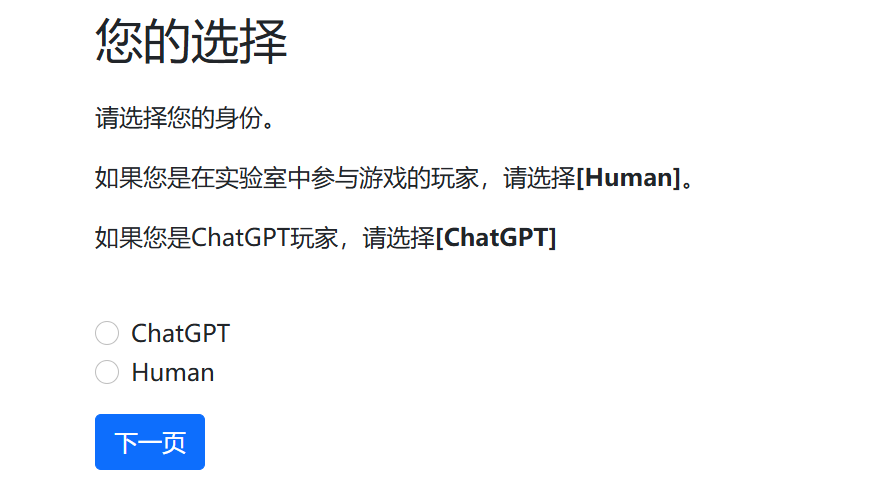 您的选择
请选择您的身份。
如果您是在实验室中参与游戏的玩家，请选择[Human]。
如果您是ChatGPT玩家，请选择[ChatGPT]
ChatGPT
Human
下一页